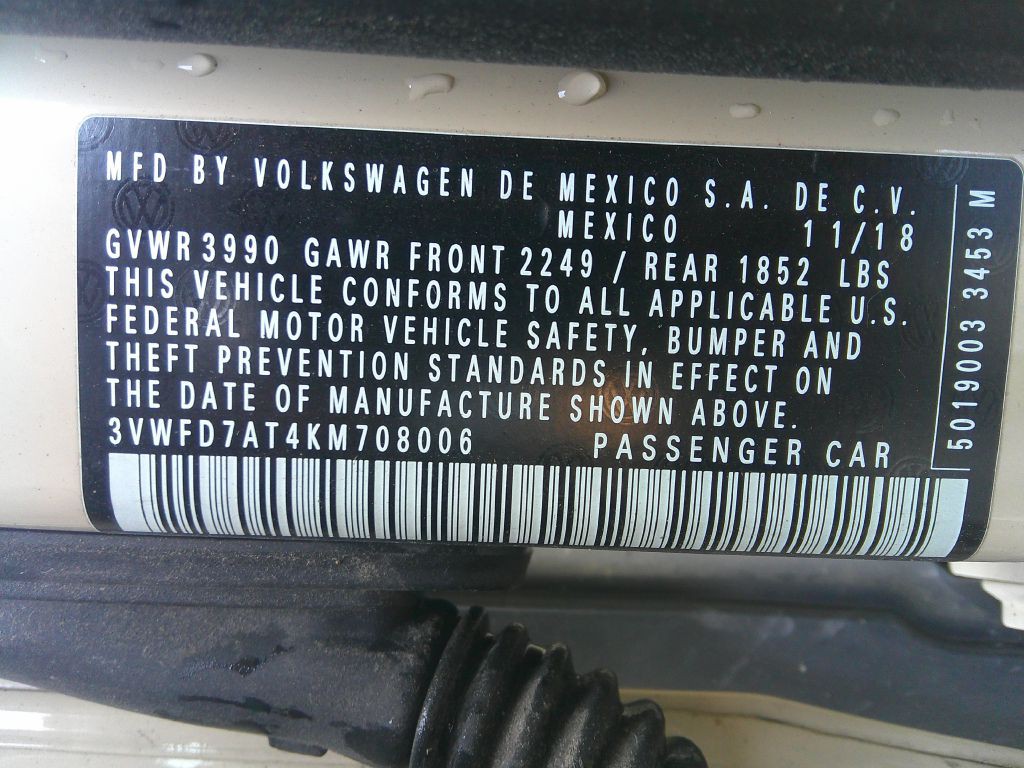 MFD BY VOLKSWAGEN DE MEXICO S.A. DE C.V.
MEXICO 11/18
GVWR 3990 GAWR FRONT 2249 / REAR 1852 LBS
THIS VEHICLE CONFORMS TO ALL APPLICABLE U.S.
FEDERAL MOTOR VEHICLE SAFETY, BUMPER AND
THEFT PREVENTION STANDARDS IN EFFECT ON
THE DATE OF MANUFACTURE SHOWN ABOVE.
3VWFD7AT4KM708006 PASSENGER CAR
5019003 3453 M